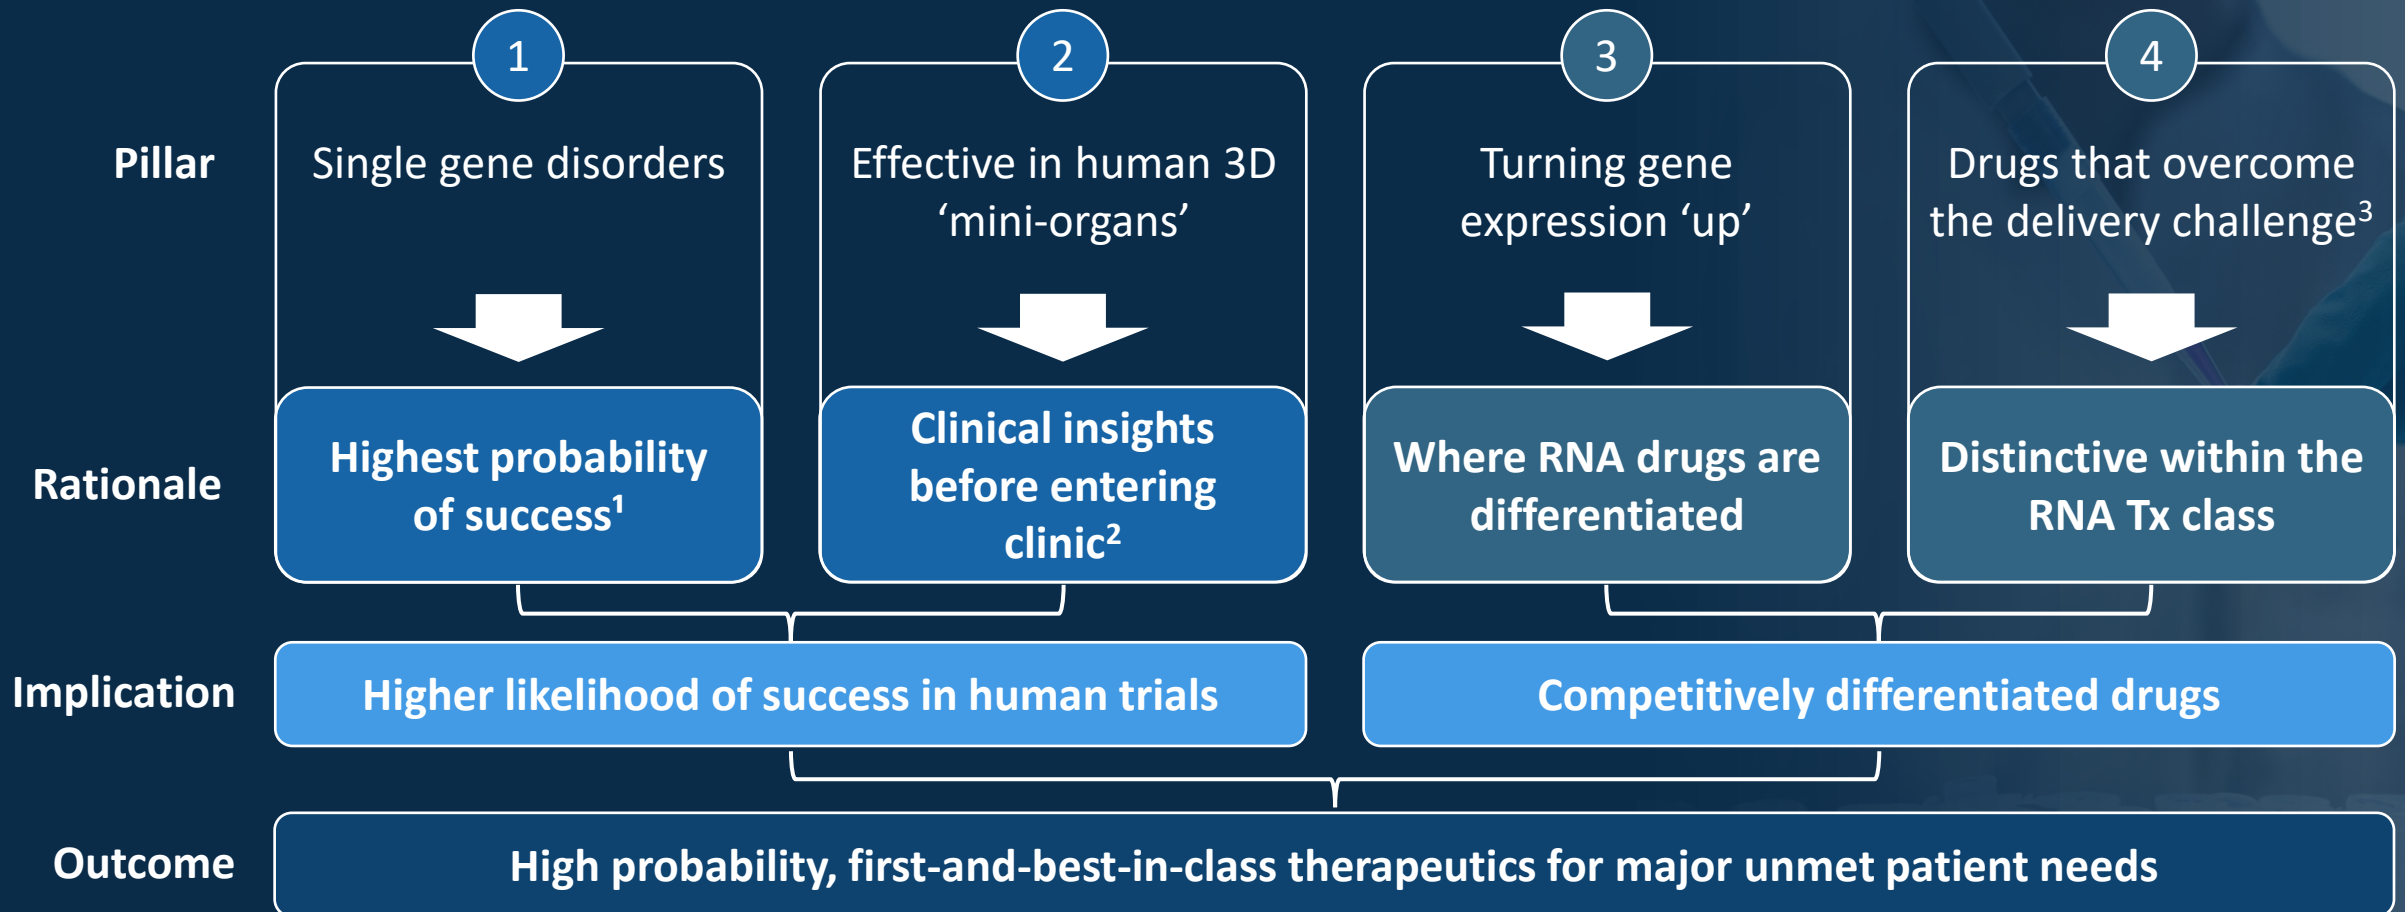 1
2
3
4
Pillar
Single gene disorders
Effective in human 3D
‘mini-organs’
Turning gene
expression ‘up’
Drugs that overcome
the delivery challenge³
Rationale
Highest probability
of success¹
Clinical insights
before entering
clinic²
Where RNA drugs are
differentiated
Distinctive within the
RNA Tx class
Implication
Higher likelihood of success in human trials
Competitively differentiated drugs
Outcome
High probability, first-and-best-in-class therapeutics for major unmet patient needs